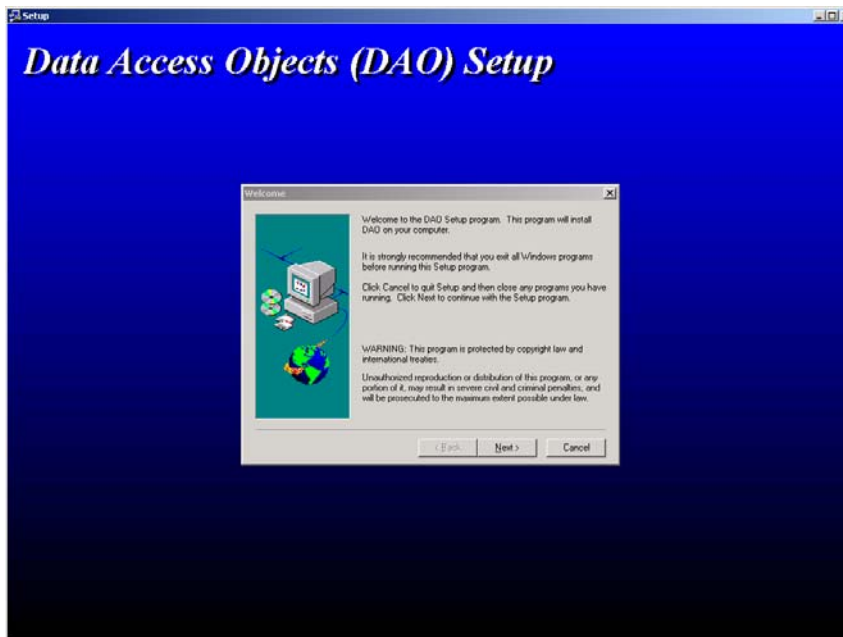 Setup
Data Access Objects (DAO) Setup
Welcome
Welcome to the DAO Setup program. This program will install
DAO on your computer.
It is strongly recommended that you exit all Windows programs
before running this Setup program.
Click Cancel to quit Setup and then close any programs you have
running. Click Next to continue with the Setup program.
WARNING: This program is protected by copyright law and
international treaties.
Unauthorized reproduction or distribution of this program, or any
portion of it, may result in severe civil and criminal penalties, and
will be prosecuted to the maximum extent possible under law.
< Back Next > Cancel